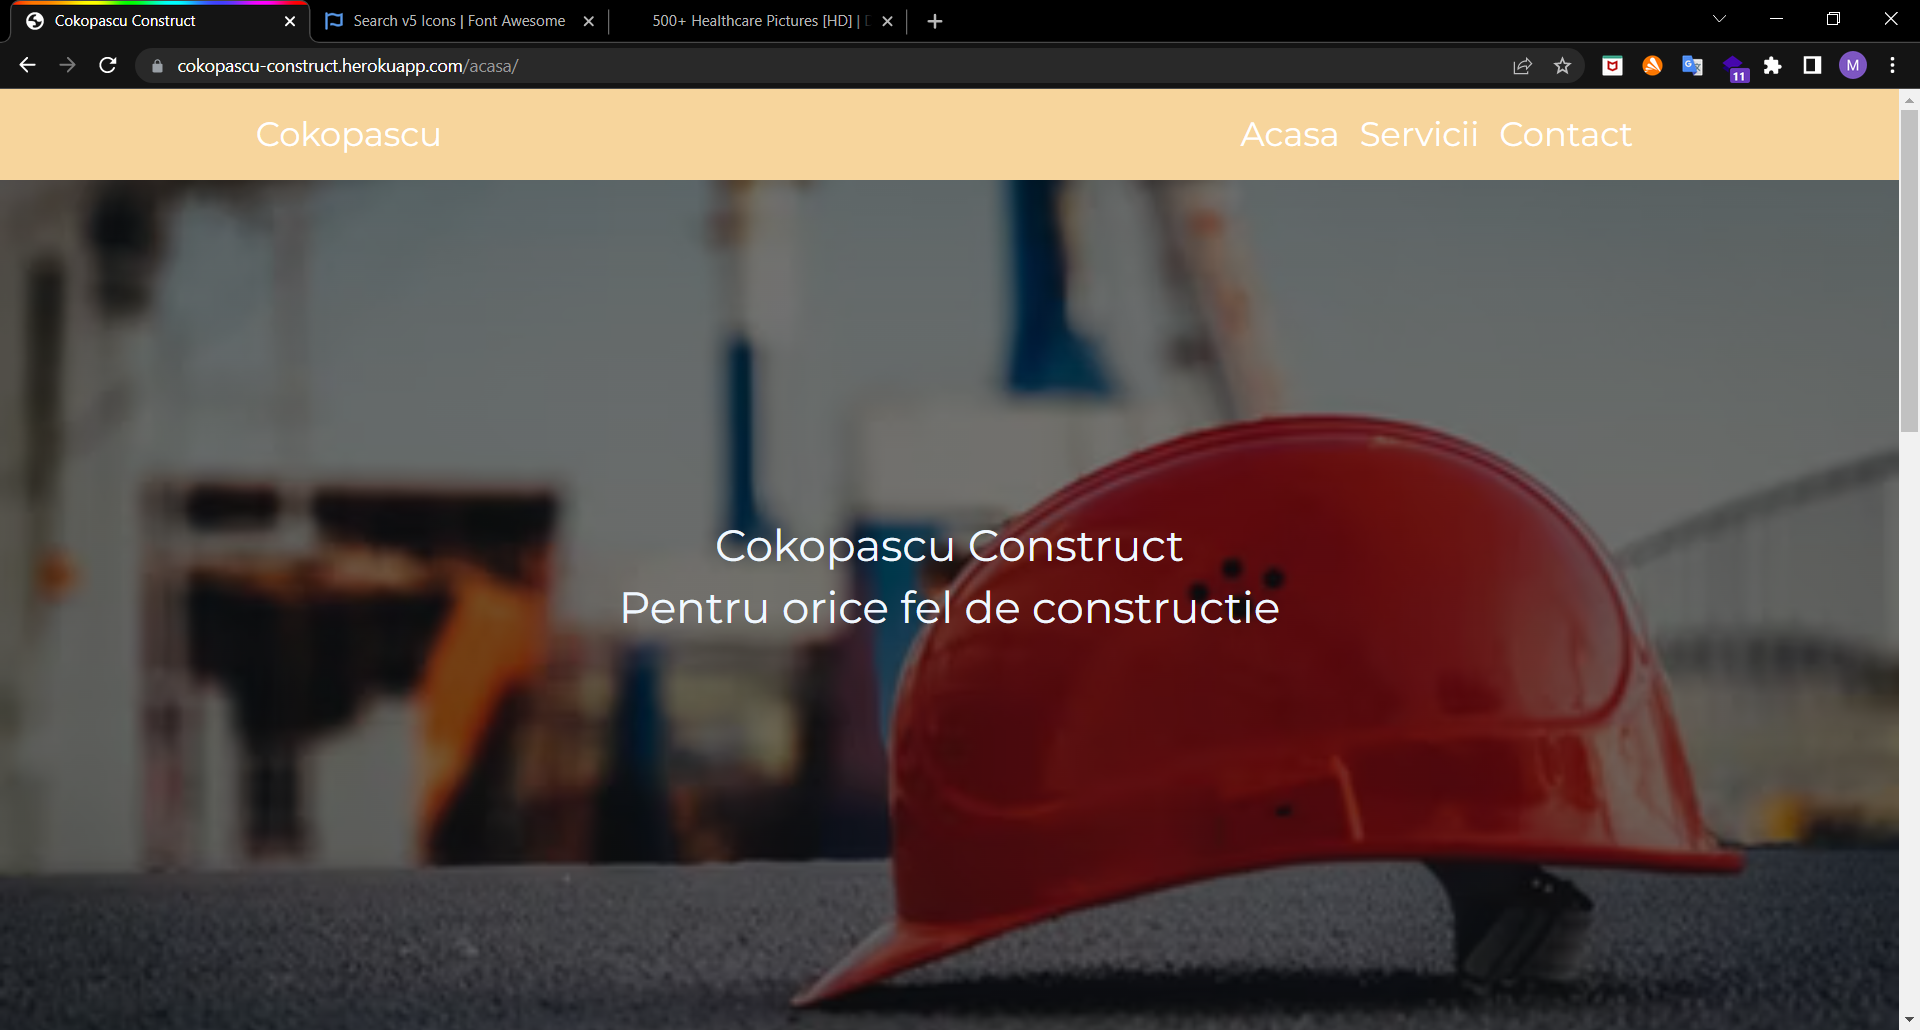 Cokopascu Construct
Search v5 Icons | Font Awesome
500+ Healthcare Pictures [HD] |
cokopascu-construct.herokuapp.com/acasa/
11
M
Cokopascu
Acasa Servicii Contact
Cokopascu Construct
Pentru orice fel de constructie